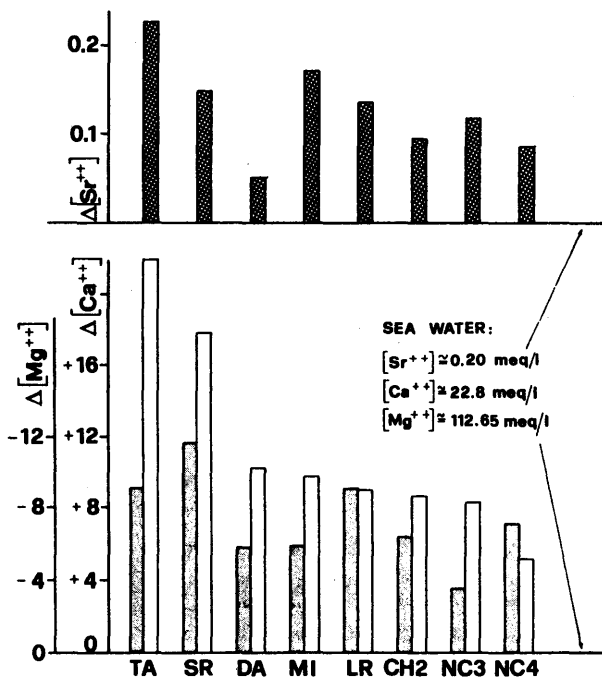 0.2
0.1
Δ[Sr++]
Δ[Mg++]
Δ[Ca++]
+16
-12
+12
-8
+8
-4
+4
0
0
SEA WATER:
[Sr++]≃0.20 meq/l
[Ca++]≃22.8 meq/l
[Mg++]≃112.65 meq/l
TA SR DA MI LR CH2 NC3 NC4